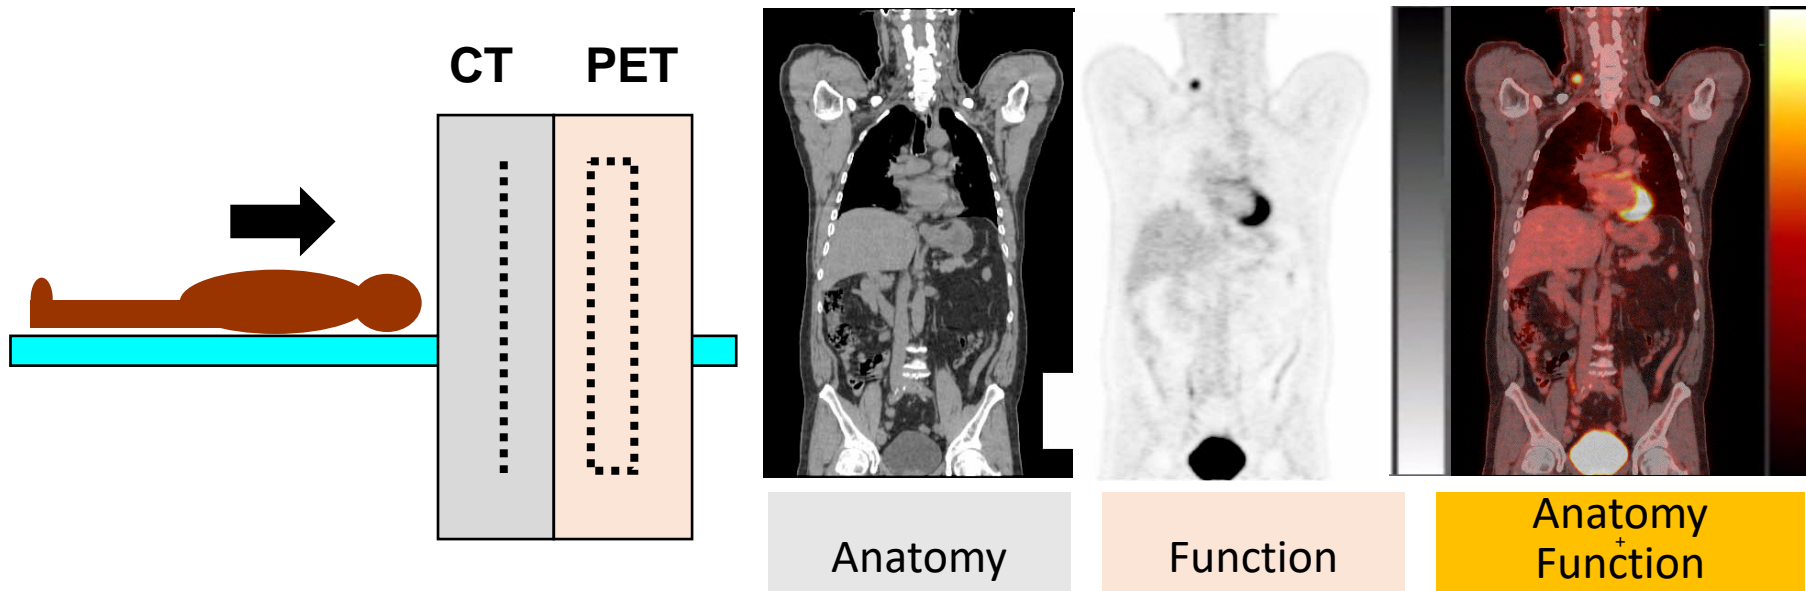 CT
PET
Anatomy
Function
Anatomy
+
Function